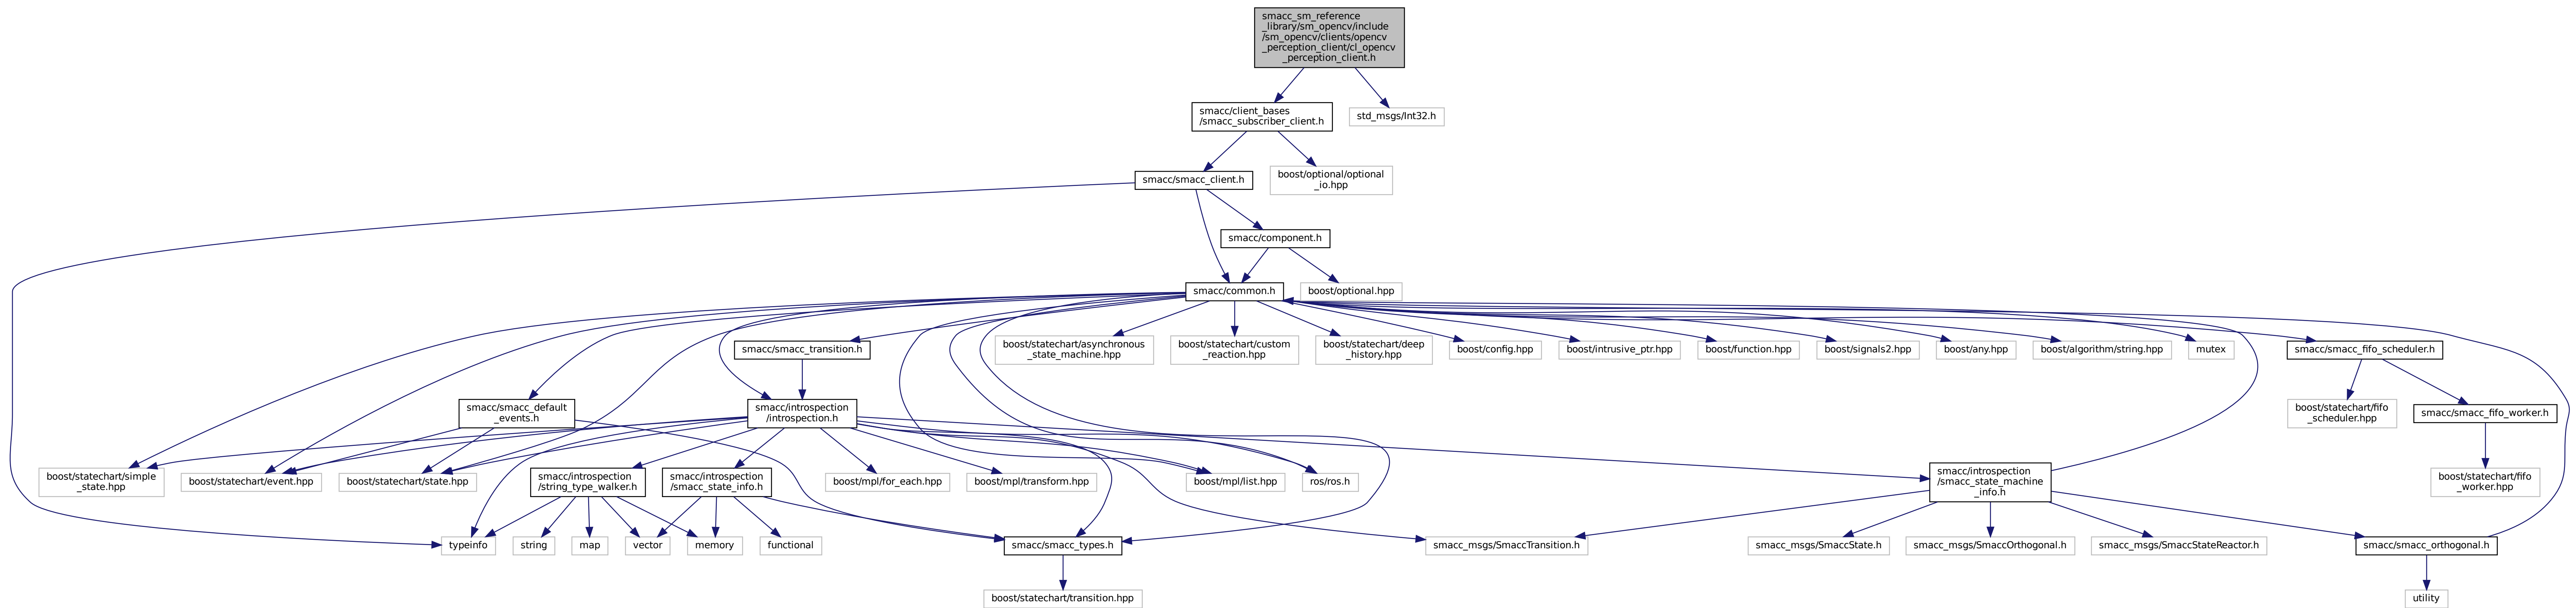 smacc_sm_reference
_library/sm_opencv/include
/sm_opencv/clients/opencv
_perception_client/cl_opencv
_perception_client.h
smacc/client_bases
/smacc_subscriber_client.h
std_msgs/Int32.h
smacc/smacc_client.h
boost/optional/optional
_io.hpp
smacc/component.h
smacc/common.h
boost/optional.hpp
smacc/smacc_transition.h
boost/statechart/asynchronous
_state_machine.hpp
boost/statechart/custom
_reaction.hpp
boost/statechart/deep
_history.hpp
boost/config.hpp
boost/intrusive_ptr.hpp
boost/function.hpp
boost/signals2.hpp
boost/any.hpp
boost/algorithm/string.hpp
mutex
smacc/smacc_fifo_scheduler.h
smacc/smacc_default
_events.h
smacc/introspection
/introspection.h
boost/statechart/fifo
_scheduler.hpp
smacc/smacc_fifo_worker.h
boost/statechart/simple
_state.hpp
boost/statechart/event.hpp
boost/statechart/state.hpp
smacc/introspection
/string_type_walker.h
smacc/introspection
/smacc_state_info.h
boost/mpl/for_each.hpp
boost/mpl/transform.hpp
boost/mpl/list.hpp
ros/ros.h
smacc/introspection
/smacc_state_machine
_info.h
boost/statechart/fifo
_worker.hpp
typeinfo
string
map
vector
memory
functional
smacc/smacc_types.h
smacc_msgs/SmaccTransition.h
smacc_msgs/SmaccState.h
smacc_msgs/SmaccOrthogonal.h
smacc_msgs/SmaccStateReactor.h
smacc/smacc_orthogonal.h
boost/statechart/transition.hpp
utility